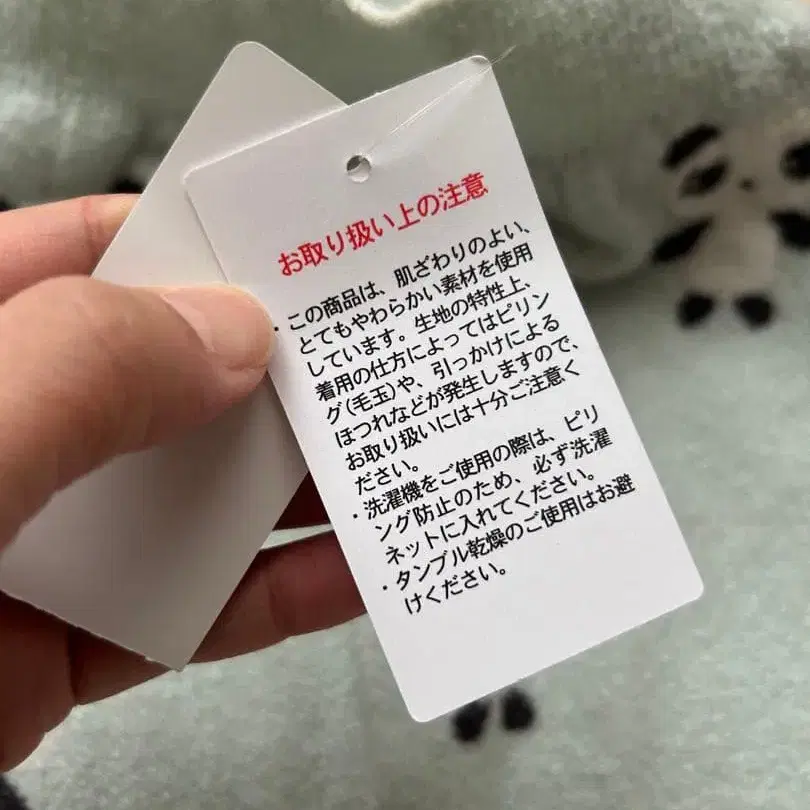 お取り扱い上の注意
・この商品は、肌ざわりのよい、
とてもやわらかい素材を使用
しています。生地の特性上、
着用の仕方によってはピリン
グ(毛玉)や、引っかけによる
ほつれなどが発生しますので、
お取り扱いには十分ご注意く
ださい。
・洗濯機をご使用の際は、ピリ
ング防止のため、必ず洗濯
ネットに入れてください。
・タンブル乾燥のご使用はお避
けください。